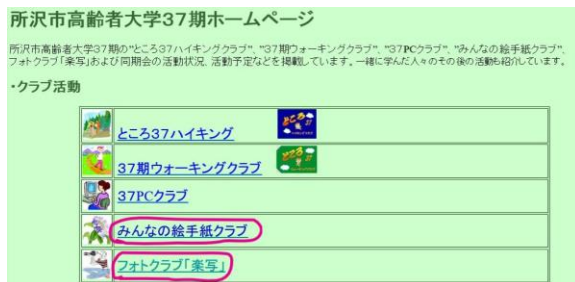 所沢市高齢者大学37期ホームページ
所沢市高齢者大学37期の"ところ37ハイキングクラブ"、"37期ウォーキングクラブ"、"37PCクラブ"、"みんなの絵手紙クラブ"、
フォトクラブ「楽写」および同期会の活動状況、活動予定などを掲載しています。一緒に学んだ人々のその後の活動も紹介しています。
・クラブ活動
ところ37ハイキング
37期ウォーキングクラブ
37PCクラブ
みんなの絵手紙クラブ
フォトクラブ「楽写」